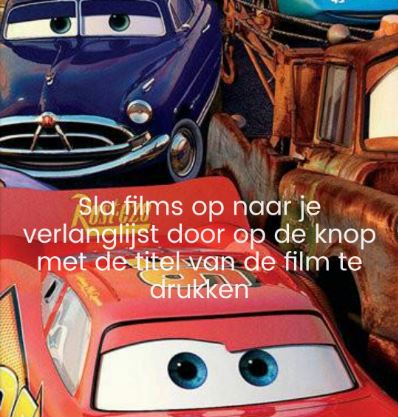 Sla films op naar je
verlanglijst door op de knop
met de titel van de film te
drukken